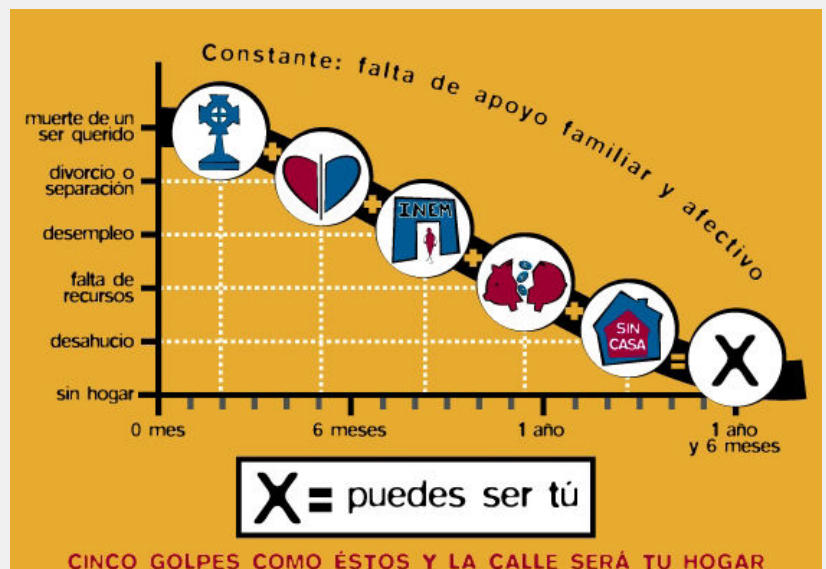 Constante: falta de apoyo familiar y afectivo
muerte de un
ser querido
divorcio o
separación
desempleo
falta de
recursos
desahucio
sin hogar
INEM
SIN
CASA
X
0 mes
6 meses
1 año
1 año
y 6 meses
X = puedes ser tú
CINCO GOLPES COMO ÉSTOS Y LA CALLE SERÁ TU HOGAR